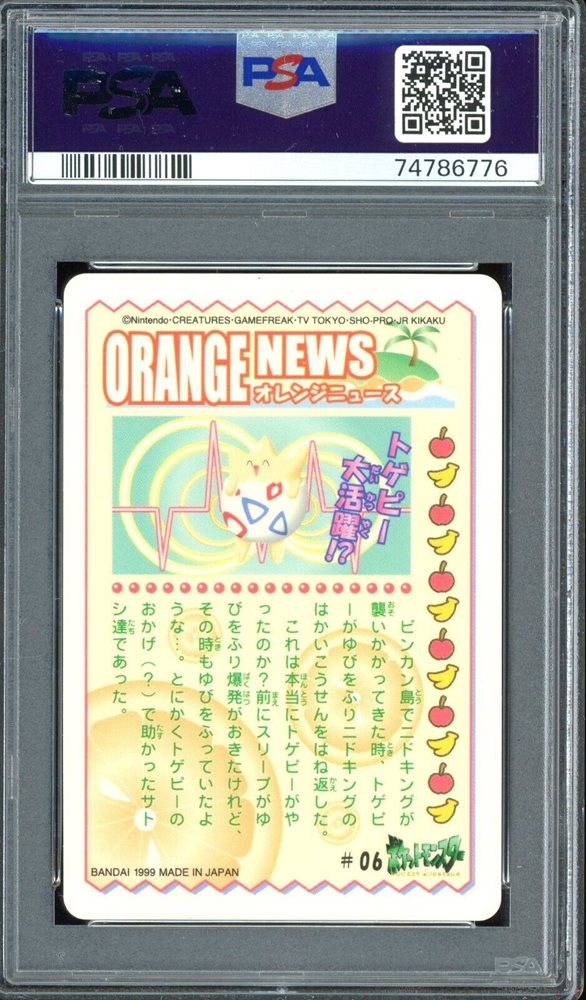 PSA
PSA
74786776
©Nintendo・CREATURES・GAMEFREAK・TV TOKYO・SHO-PRO・JR KIKAKU
ORANGE NEWS
オレンジニュース
トゲピー
大活躍!?
だいかつやく
ピンカン島でニドキングが
襲いかかってきた時、トゲピ
ーがゆびをふりニドキングの
はかいこうせんをはね返した。
これは本当にトゲピーがや
ったのか?前にスリープがゆ
びをふり爆発がおきたけれど、
その時もゆびをふっていたよ
うな…。とにかくトゲピーの
おかげ(?)で助かったサト
シ達であった。
#06
ポケットモンスター
BANDAI 1999 MADE IN JAPAN
PSA